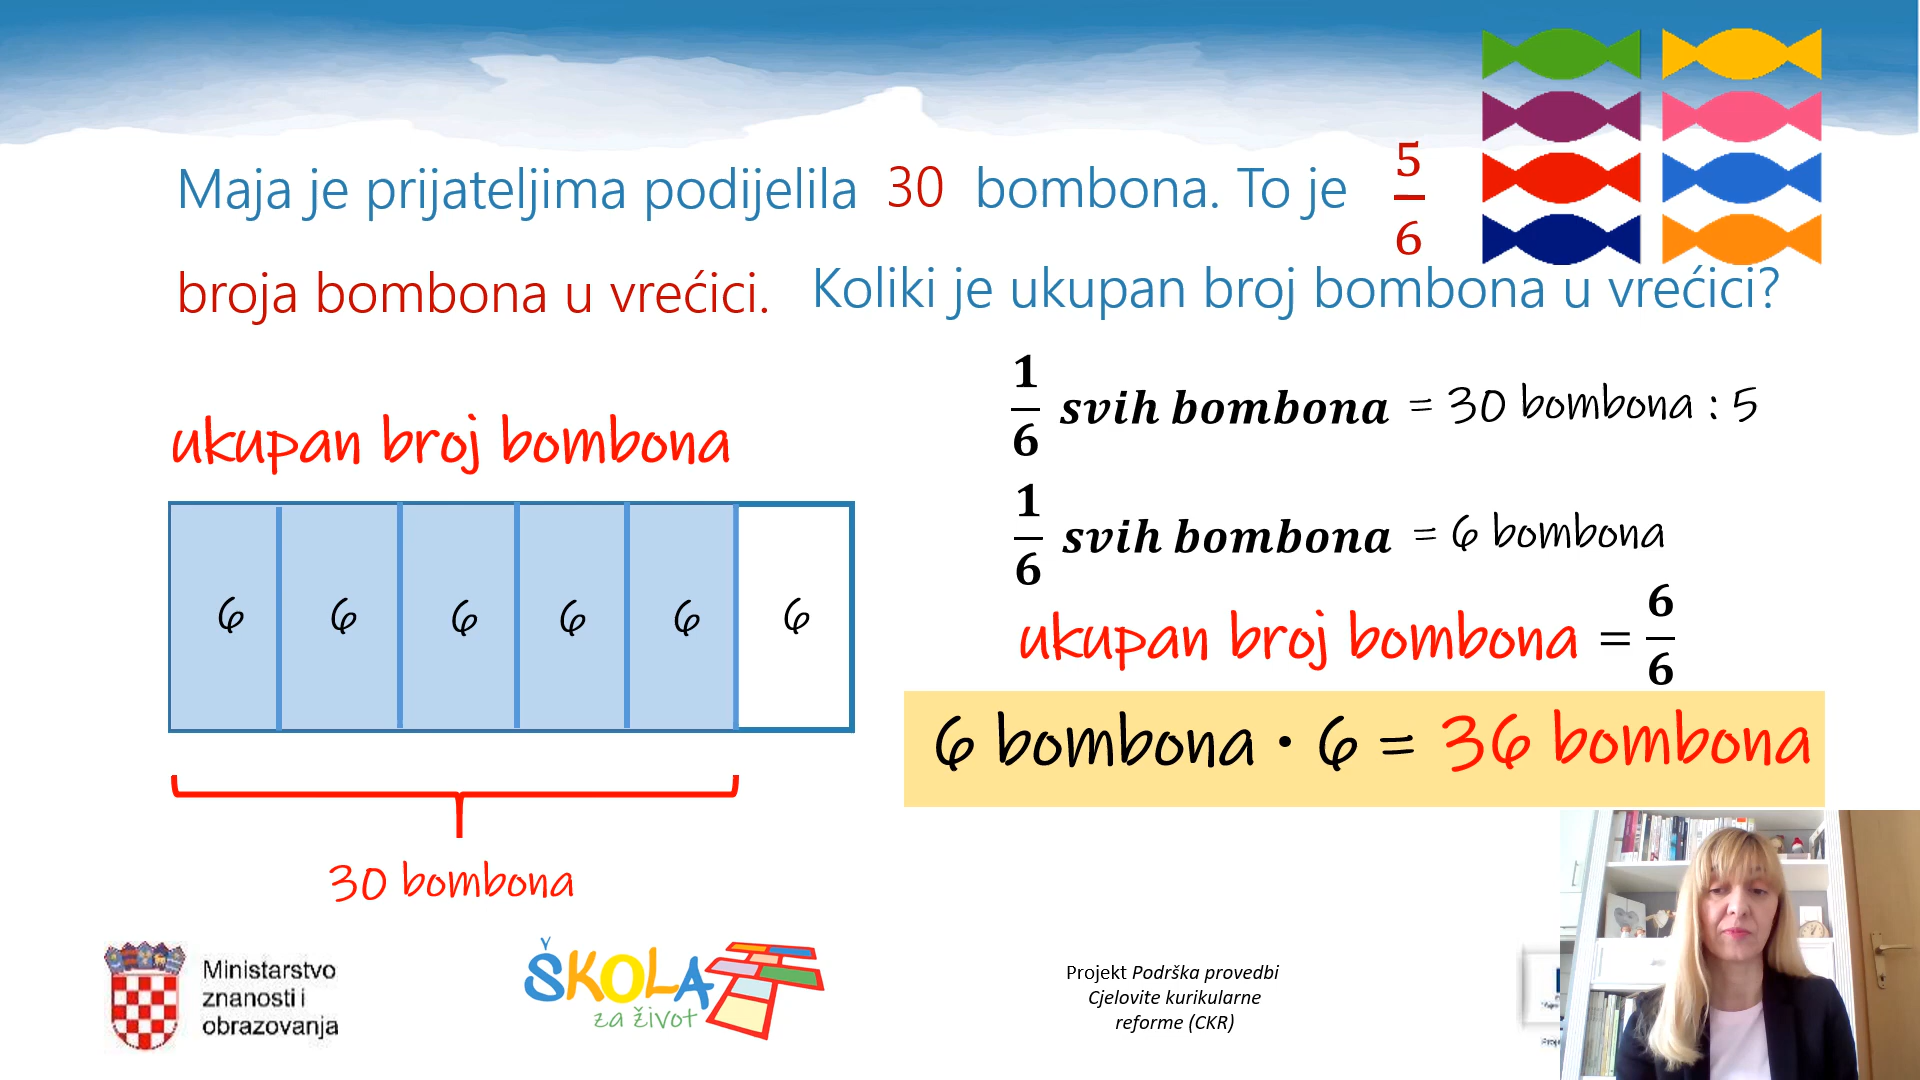 Maja je prijateljima podijelila 30 bombona. To je 5/6
broja bombona u vrećici. Koliki je ukupan broj bombona u vrećici?
ukupan broj bombona
6 6 6 6 6 6
30 bombona
1/6 svih bombona = 30 bombona : 5
1/6 svih bombona = 6 bombona
ukupan broj bombona = 6/6
6 bombona · 6 = 36 bombona
Ministarstvo
znanosti i
obrazovanja
ŠKOLA
za život
Projekt Podrška provedbi
Cjelovite kurikularne
reforme (CKR)